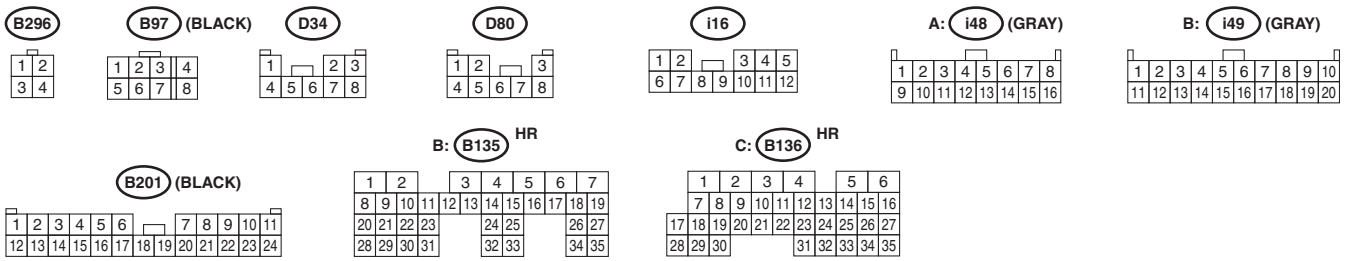 B296 B97 (BLACK) D34 D80 i16 A: i48 (GRAY) B: i49 (GRAY)
1 2 1 2 3 4 1 2 3 1 2 3 1 2 3 4 5 1 2 3 4 5 6 7 8 1 2 3 4 5 6 7 8 9 10
3 4 5 6 7 8 4 5 6 7 8 4 5 6 7 8 6 7 8 9 10 11 12 9 10 11 12 13 14 15 16 11 12 13 14 15 16 17 18 19 20
B201 (BLACK) B: B135 HR C: B136 HR
1 2 3 4 5 6 7 1 2 3 4 5 6
8 9 10 11 12 13 14 15 16 17 18 19 7 8 9 10 11 12 13 14 15 16
1 2 3 4 5 6 7 8 9 10 11 20 21 22 23 24 25 26 27 17 18 19 20 21 22 23 24 25 26 27
12 13 14 15 16 17 18 19 20 21 22 23 24 28 29 30 31 32 33 34 35 28 29 30 31 32 33 34 35